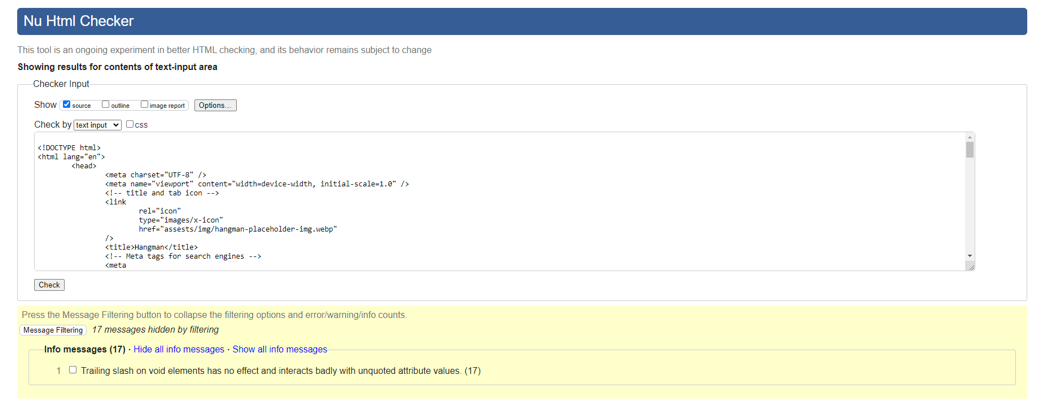 Nu Html Checker
This tool is an ongoing experiment in better HTML checking, and its behavior remains subject to change
Showing results for contents of text-input area
Checker Input
Show source outline image report Options...
Check by text input css
<!DOCTYPE html>
<html lang="en">
<head>
<meta charset="UTF-8" />
<meta name="viewport" content="width=device-width, initial-scale=1.0" />
<!-- title and tab icon -->
<link
rel="icon"
type="images/x-icon"
href="assests/img/hangman-placeholder-img.webp"
/>
<title>Hangman</title>
<!-- Meta tags for search engines -->
<meta
Check
Press the Message Filtering button to collapse the filtering options and error/warning/info counts.
Message Filtering 17 messages hidden by filtering
Info messages (17) · Hide all info messages · Show all info messages
1 Trailing slash on void elements has no effect and interacts badly with unquoted attribute values. (17)